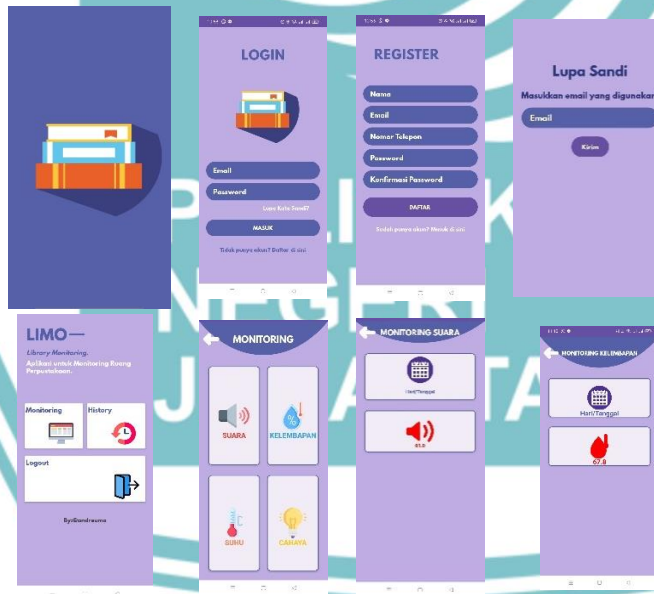 LOGIN
Email
Password
Lupa Kata Sandi?
MASUK
Tidak punya akun? Daftar di sini
REGISTER
Nama
Email
Nomor Telepon
Password
Konfirmasi Password
DAFTAR
Sudah punya akun? Masuk di sini
Lupa Sandi
Masukkan email yang digunakan
Email
Kirim
LIMO—
Library Monitoring.
Aplikasi untuk Monitoring Ruang
Perpustakaan.
Monitoring
History
Logout
MONITORING
SUARA
KELEMBAPAN
SUHU
CAHAYA
MONITORING SUARA
Hari/Tanggal
MONITORING KELEMBAPAN
Hari/Tanggal
67.8
NEGERI